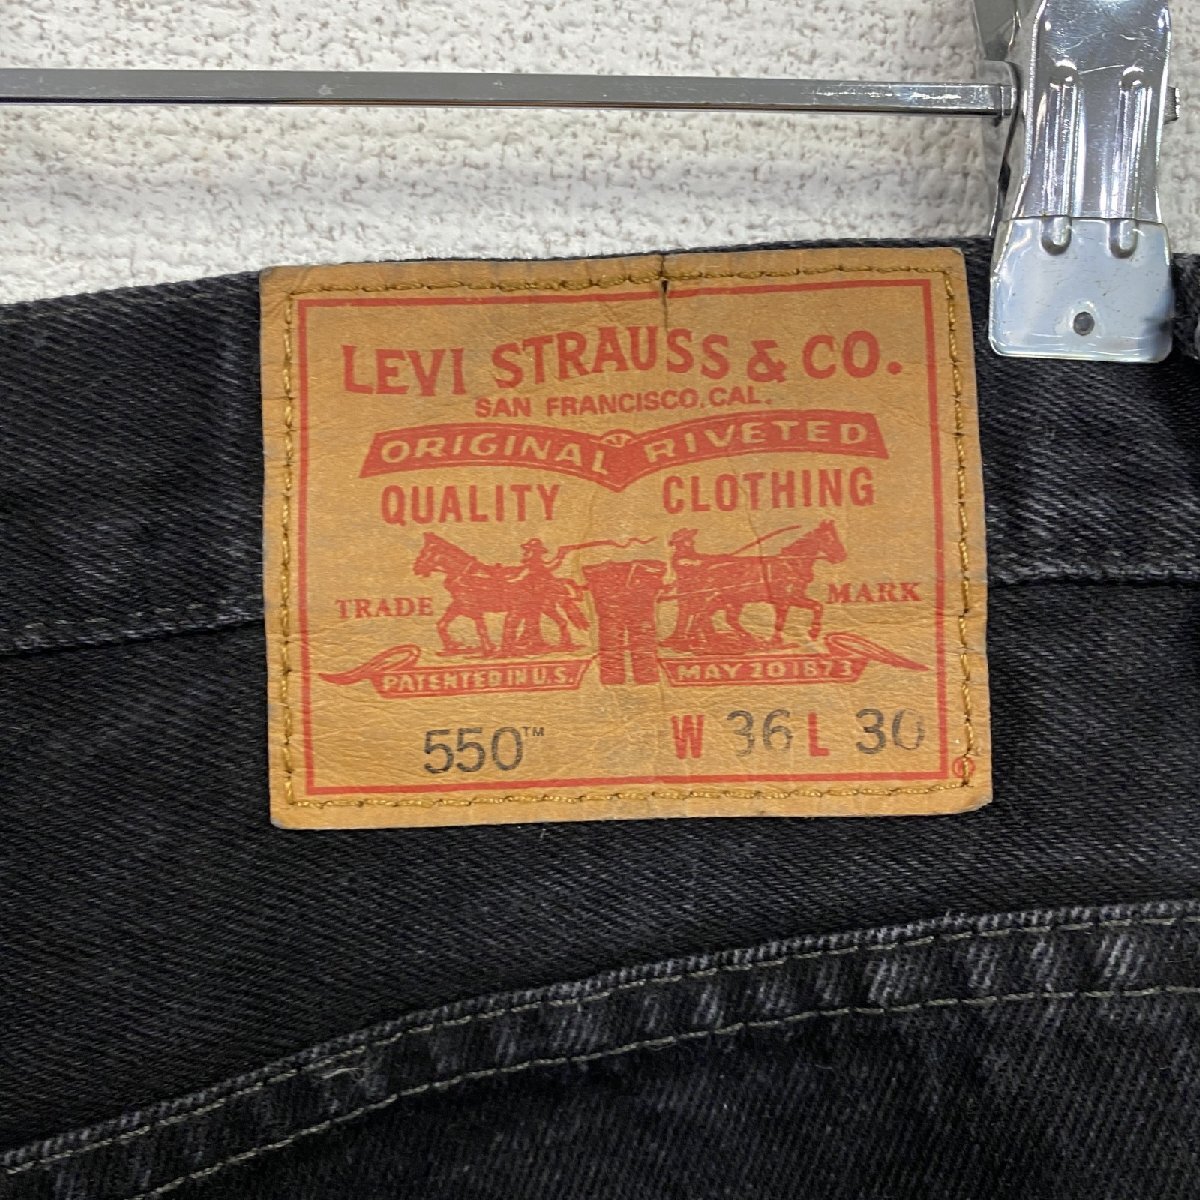 LEVI STRAUSS & CO.
SAN FRANCISCO, CAL.
ORIGINAL RIVETED
QUALITY CLOTHING
TRADE MARK
PATENTED IN U.S. MAY 20 1873
550™ W 36 L 30
®